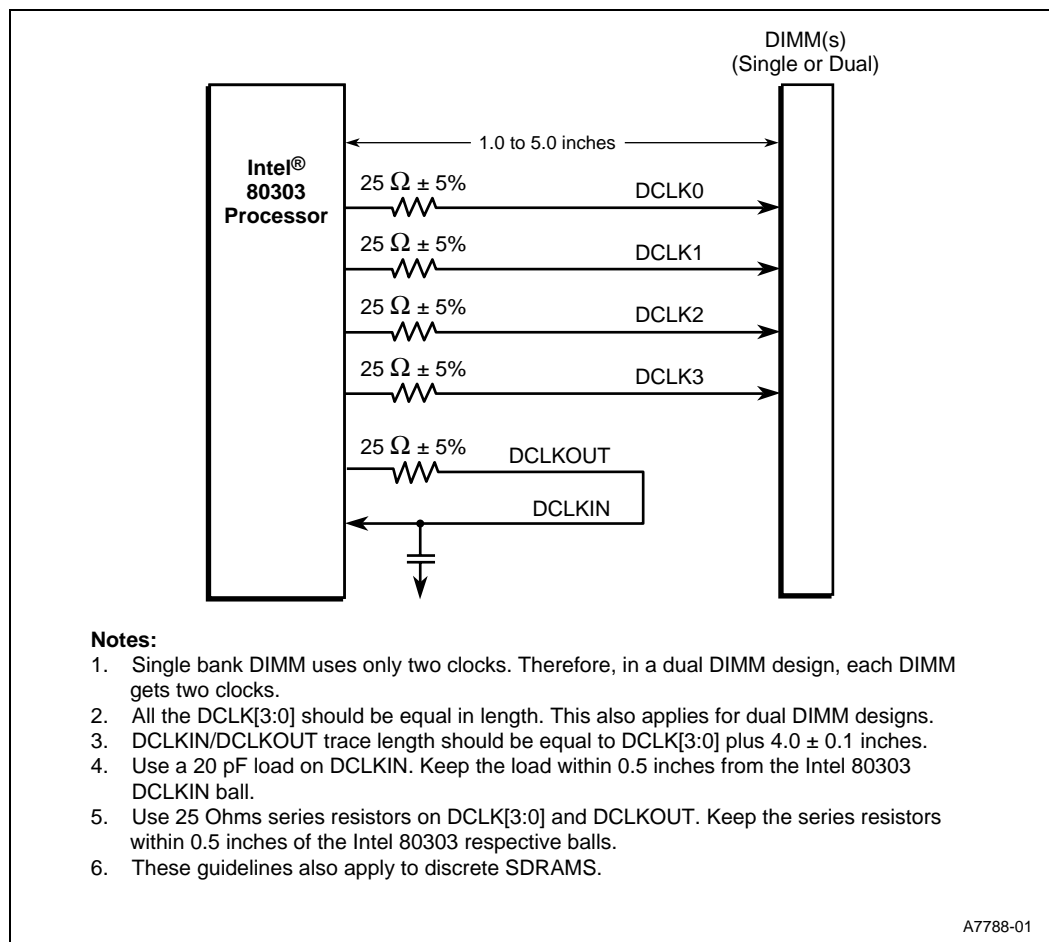 DIMM(s)
(Single or Dual)
1.0 to 5.0 inches
Intel®
80303
Processor
25 Ω ± 5%
DCLK0
25 Ω ± 5%
DCLK1
25 Ω ± 5%
DCLK2
25 Ω ± 5%
DCLK3
25 Ω ± 5%
DCLKOUT
DCLKIN
Notes:
1. Single bank DIMM uses only two clocks. Therefore, in a dual DIMM design, each DIMM
gets two clocks.
2. All the DCLK[3:0] should be equal in length. This also applies for dual DIMM designs.
3. DCLKIN/DCLKOUT trace length should be equal to DCLK[3:0] plus 4.0 ± 0.1 inches.
4. Use a 20 pF load on DCLKIN. Keep the load within 0.5 inches from the Intel 80303
DCLKIN ball.
5. Use 25 Ohms series resistors on DCLK[3:0] and DCLKOUT. Keep the series resistors
within 0.5 inches of the Intel 80303 respective balls.
6. These guidelines also apply to discrete SDRAMS.
A7788-01